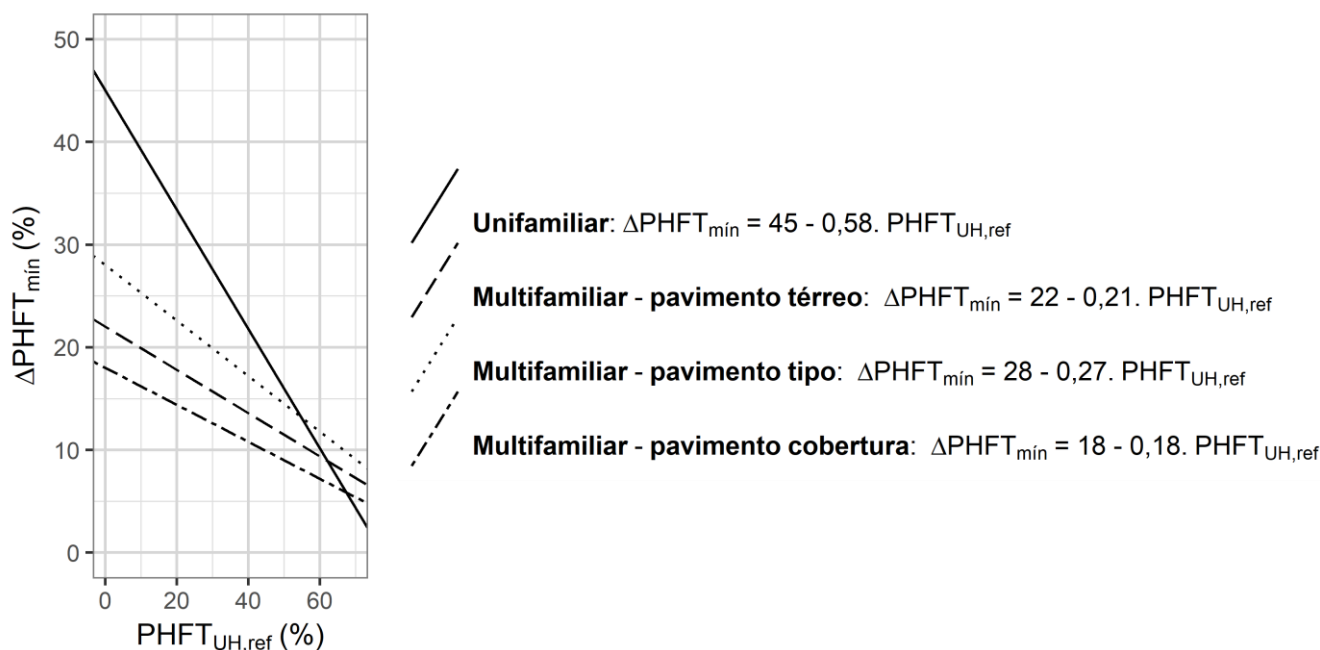 50
40
30
20
10
0
ΔPHFTmín (%)
0 20 40 60
PHFTUH,ref (%)
Unifamiliar: ΔPHFTmín = 45 - 0,58. PHFTUH,ref
Multifamiliar - pavimento térreo: ΔPHFTmín = 22 - 0,21. PHFTUH,ref
Multifamiliar - pavimento tipo: ΔPHFTmín = 28 - 0,27. PHFTUH,ref
Multifamiliar - pavimento cobertura: ΔPHFTmín = 18 - 0,18. PHFTUH,ref